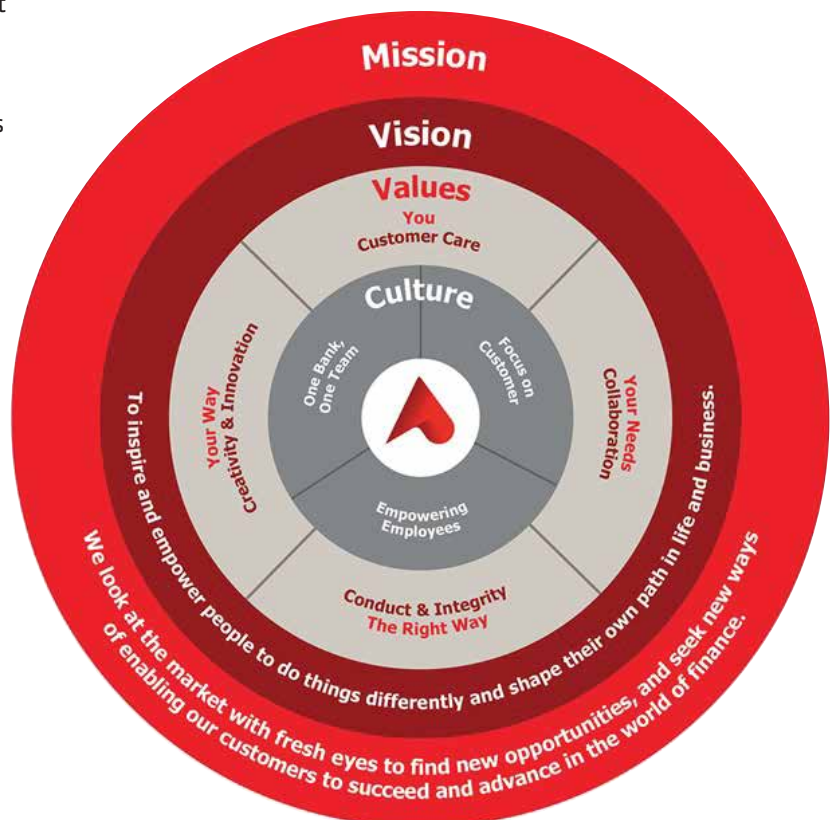 t
s
Mission
Vision
Values
You
Customer Care
Culture
One Bank,
One Team
Focus on
Customer
Empowering
Employees
Your Way
Creativity & Innovation
Your Needs
Collaboration
Conduct & Integrity
The Right Way
To inspire and empower people to do things differently and shape their own path in life and business.
We look at the market with fresh eyes to find new opportunities, and seek new ways
of enabling our customers to succeed and advance in the world of finance.